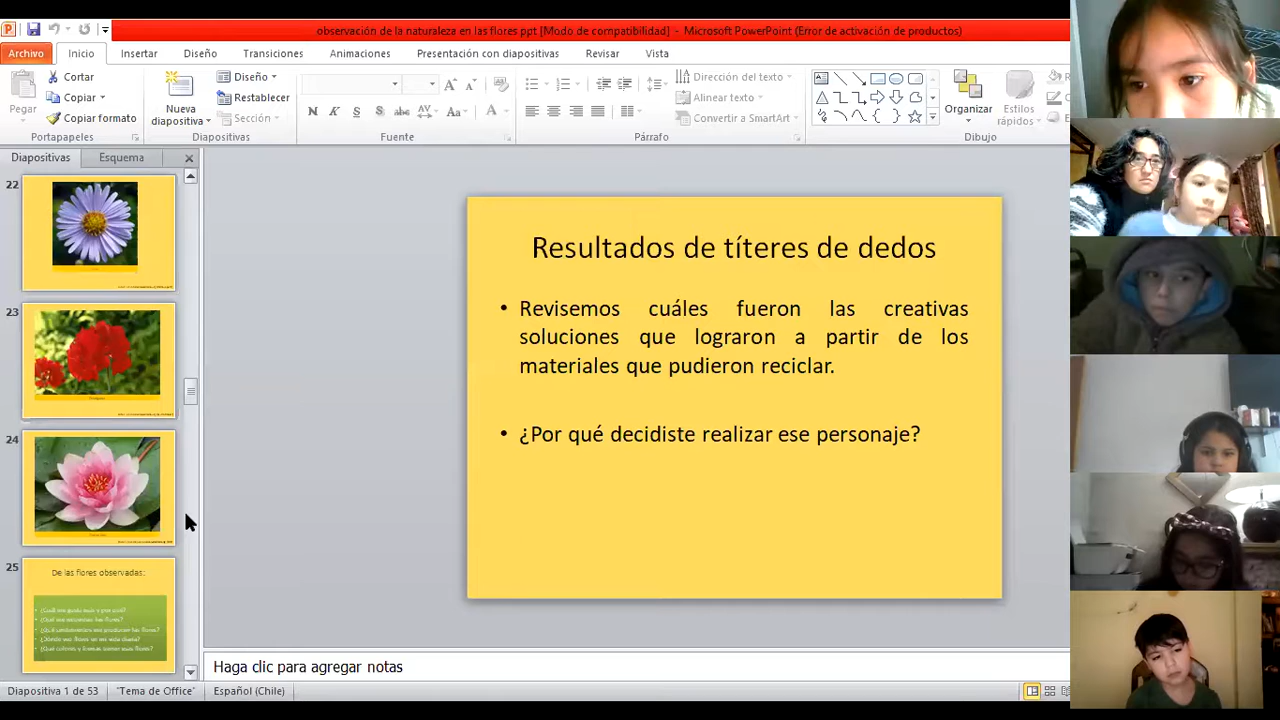 observación de la naturaleza en las flores ppt [Modo de compatibilidad] - Microsoft PowerPoint (Error de activación de productos)
Archivo Inicio Insertar Diseño Transiciones Animaciones Presentación con diapositivas Revisar Vista
Pegar
Cortar
Copiar
Copiar formato
Portapapeles
Nueva diapositiva
Diseño
Restablecer
Sección
Diapositivas
N K S abc AV Aa A
Fuente
Dirección del texto
Alinear texto
Convertir a SmartArt
Párrafo
Organizar
Estilos rápidos
Dibujo
Diapositivas Esquema
22
23
24
25
De las flores observadas:
Resultados de títeres de dedos
• Revisemos cuáles fueron las creativas
soluciones que lograron a partir de los
materiales que pudieron reciclar.
• ¿Por qué decidiste realizar ese personaje?
Haga clic para agregar notas
Diapositiva 1 de 53 "Tema de Office" Español (Chile)